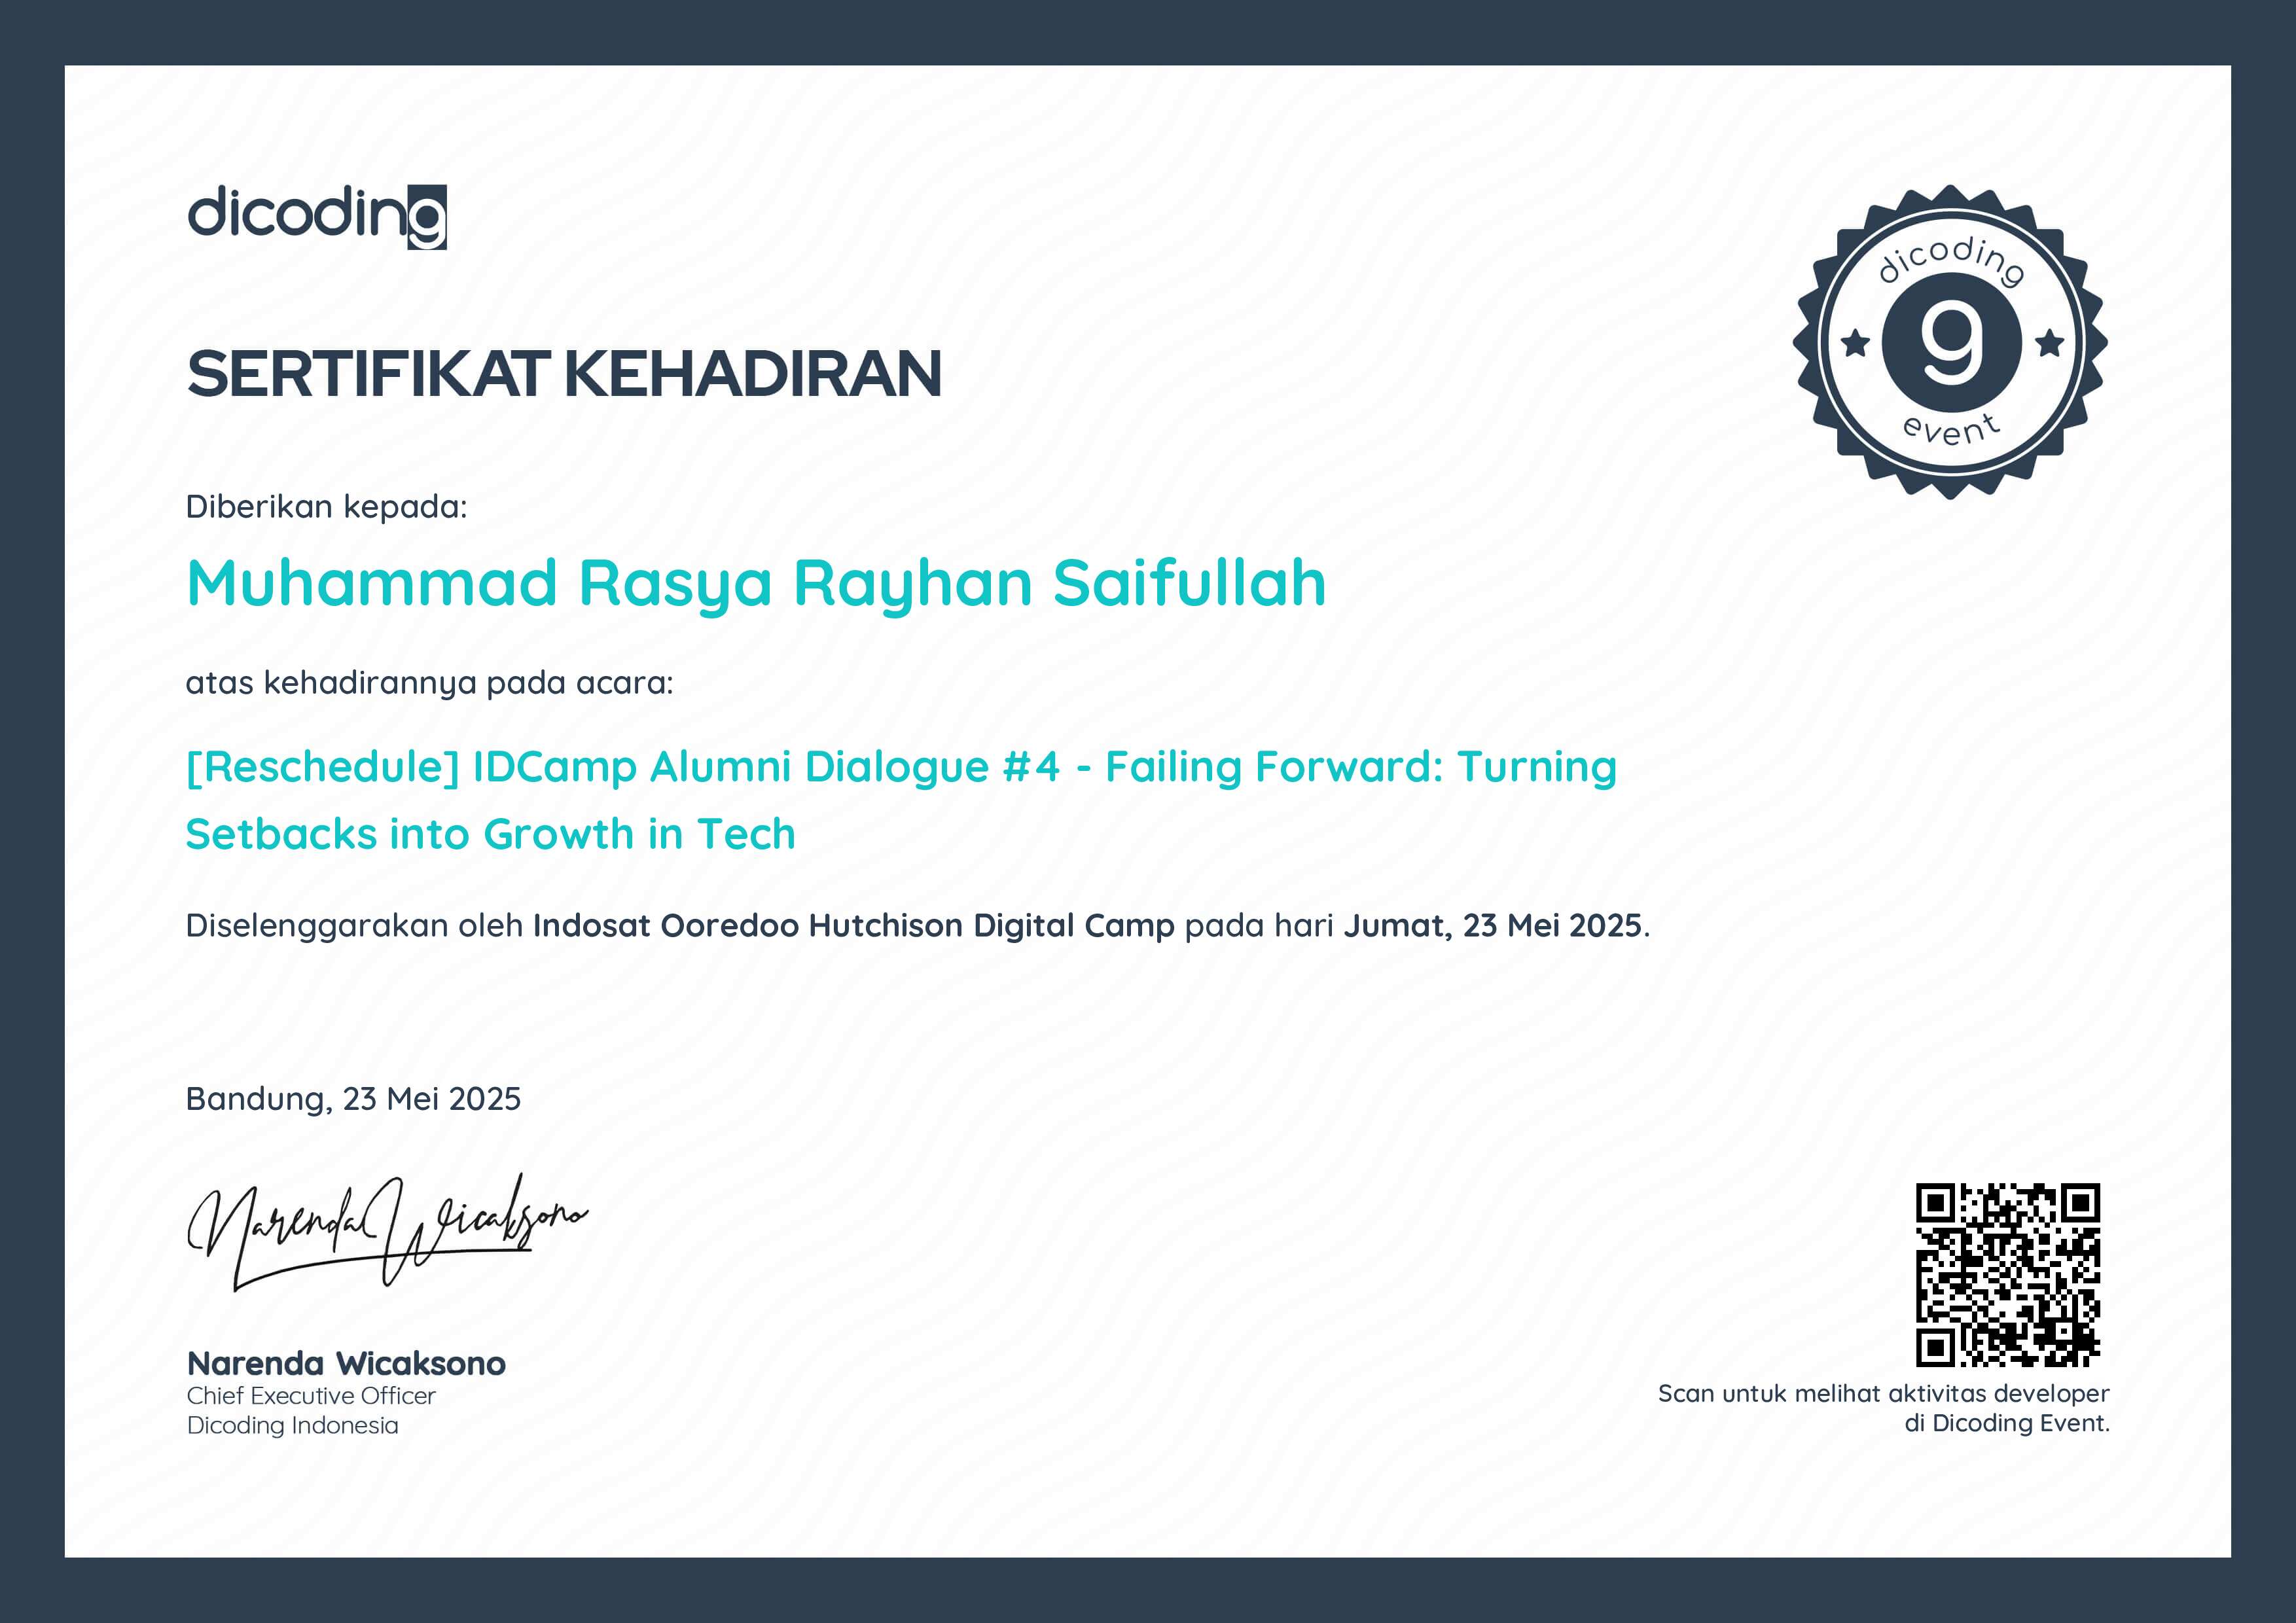 dicoding
dicoding
g
event
SERTIFIKAT KEHADIRAN
Diberikan kepada:
Muhammad Rasya Rayhan Saifullah
atas kehadirannya pada acara:
[Reschedule] IDCamp Alumni Dialogue #4 - Failing Forward: Turning
Setbacks into Growth in Tech
Diselenggarakan oleh Indosat Ooredoo Hutchison Digital Camp pada hari Jumat, 23 Mei 2025.
Bandung, 23 Mei 2025
Narenda Wicaksono
Narenda Wicaksono
Chief Executive Officer
Dicoding Indonesia
Scan untuk melihat aktivitas developer
di Dicoding Event.